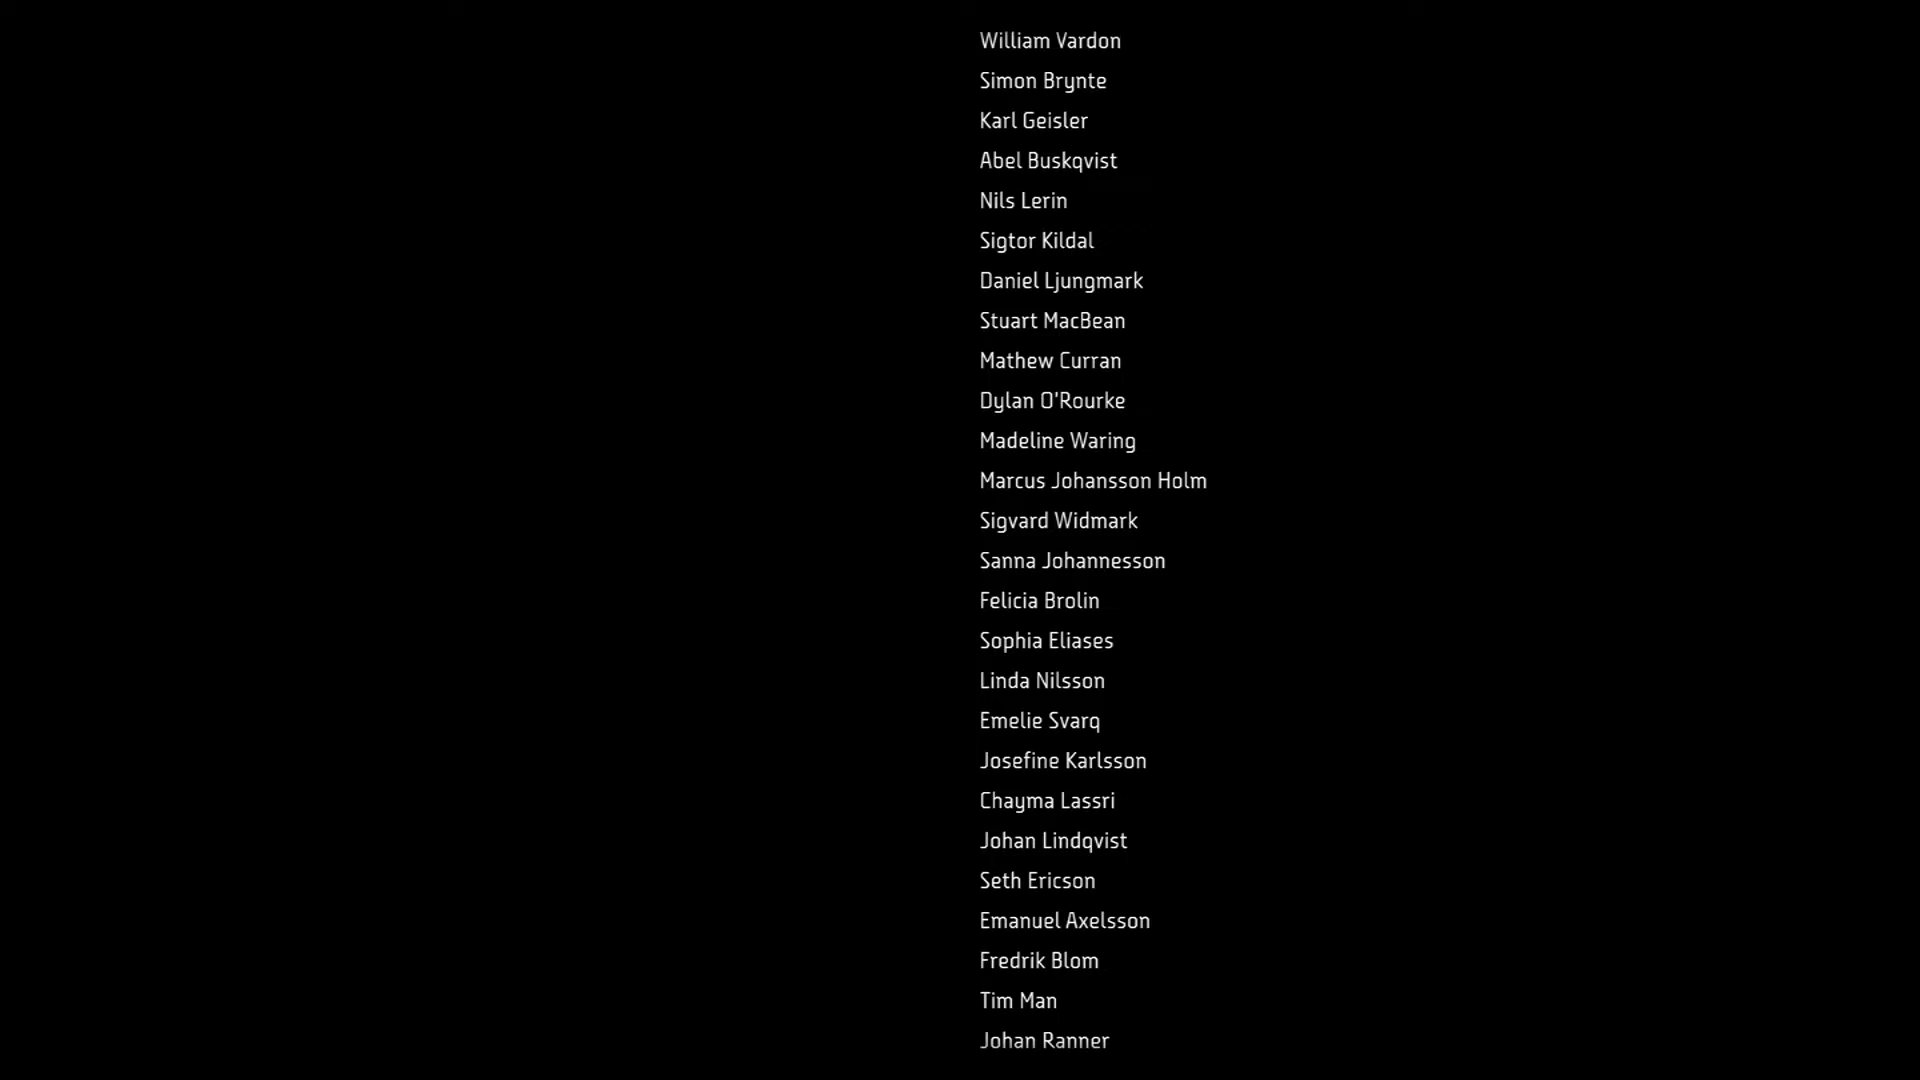 William Vardon
Simon Brynte
Karl Geisler
Abel Buskqvist
Nils Lerin
Sigtor Kildal
Daniel Ljungmark
Stuart MacBean
Mathew Curran
Dylan O'Rourke
Madeline Waring
Marcus Johansson Holm
Sigvard Widmark
Sanna Johannesson
Felicia Brolin
Sophia Eliases
Linda Nilsson
Emelie Svarq
Josefine Karlsson
Chayma Lassri
Johan Lindqvist
Seth Ericson
Emanuel Axelsson
Fredrik Blom
Tim Man
Johan Ranner